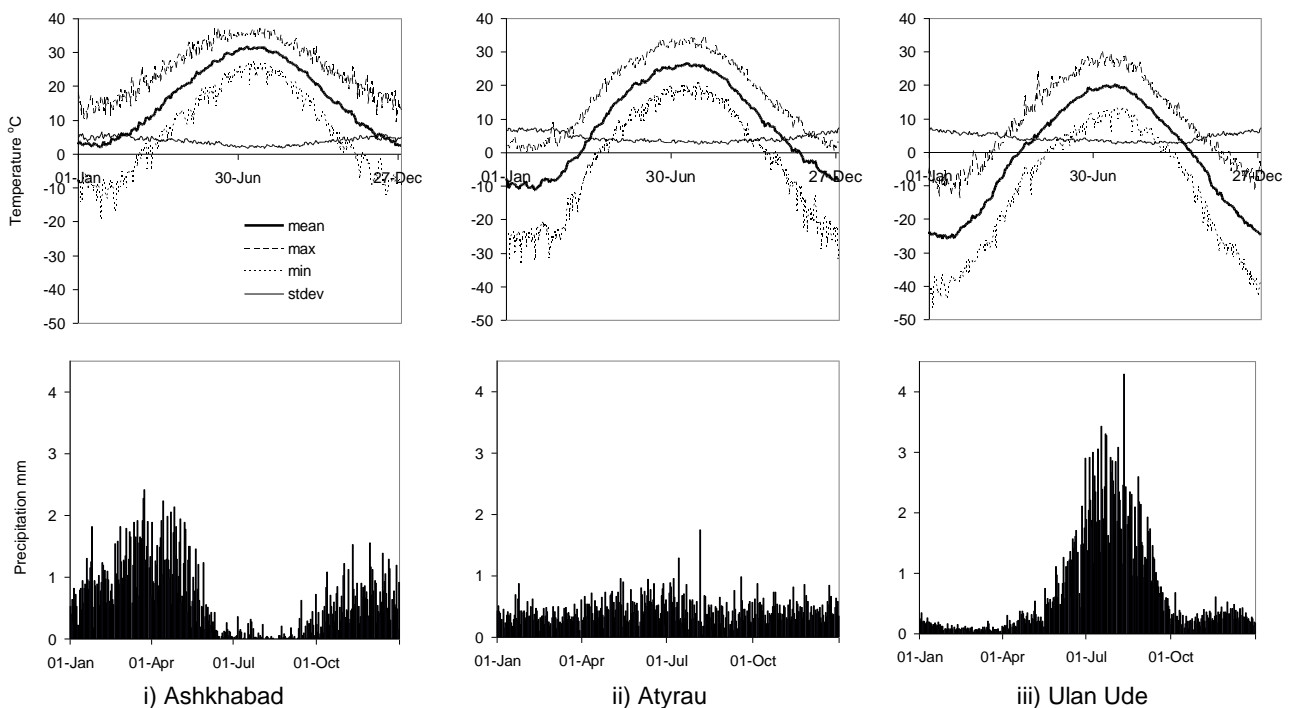 40
30
20
10
0
-10
-20
-30
-40
-50
Temperature °C
01-Jan
30-Jun
27-Dec
mean
max
min
stdev
40
30
20
10
0
-10
-20
-30
-40
-50
01-Jan
30-Jun
27-Dec
40
30
20
10
0
-10
-20
-30
-40
-50
01-Jan
30-Jun
27-Dec
4
3
2
1
0
Precipitation mm
01-Jan
01-Apr
01-Jul
01-Oct
i) Ashkhabad
4
3
2
1
0
01-Jan
01-Apr
01-Jul
01-Oct
ii) Atyrau
4
3
2
1
0
01-Jan
01-Apr
01-Jul
01-Oct
iii) Ulan Ude